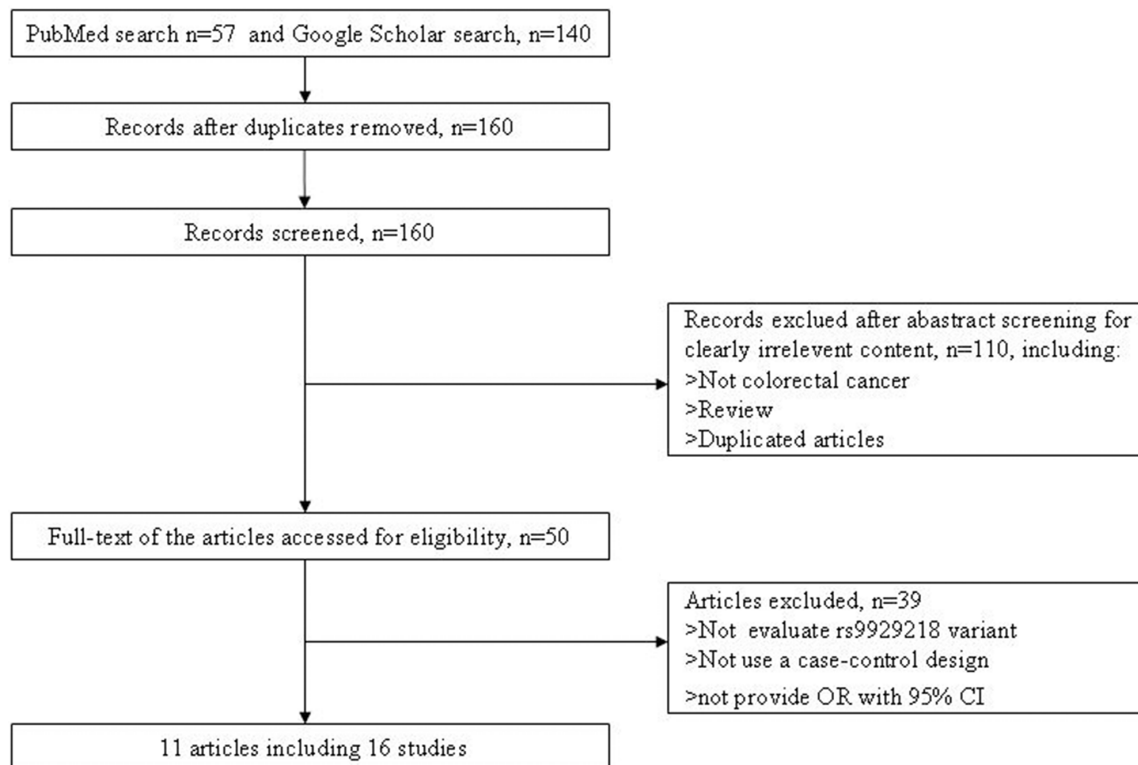 PubMed search n=57 and Google Scholar search, n=140
Records after duplicates removed, n=160
Records screened, n=160
Records exclued after abastract screening for
clearly irrelevent content, n=110, including:
>Not colorectal cancer
>Review
>Duplicated articles
Full-text of the articles accessed for eligibility, n=50
Articles excluded, n=39
>Not evaluate rs9929218 variant
>Not use a case-control design
>not provide OR with 95% CI
11 articles including 16 studies